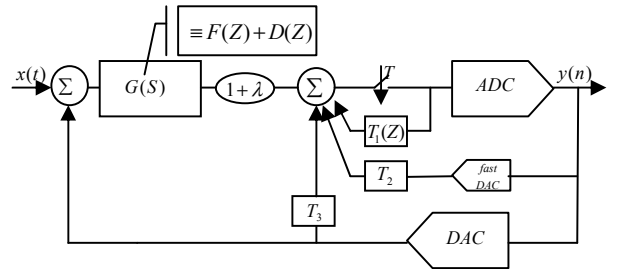 ≡ F(Z) + D(Z)
x(t)
Σ
G(S)
1+λ
Σ
T
ADC
y(n)
T₁(Z)
T₂
fast
DAC
T₃
DAC